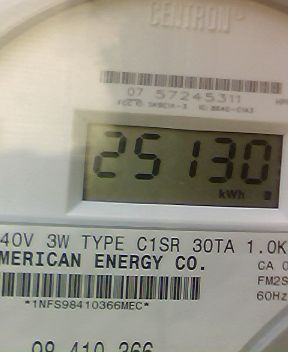 CENTRON
07 57245311
25130
kWh
40V 3W TYPE C1SR 30TA 1.0K
MERICAN ENERGY CO.
CA 0
FM2S
*1NFS98410366MEC*
60Hz
98 410 366